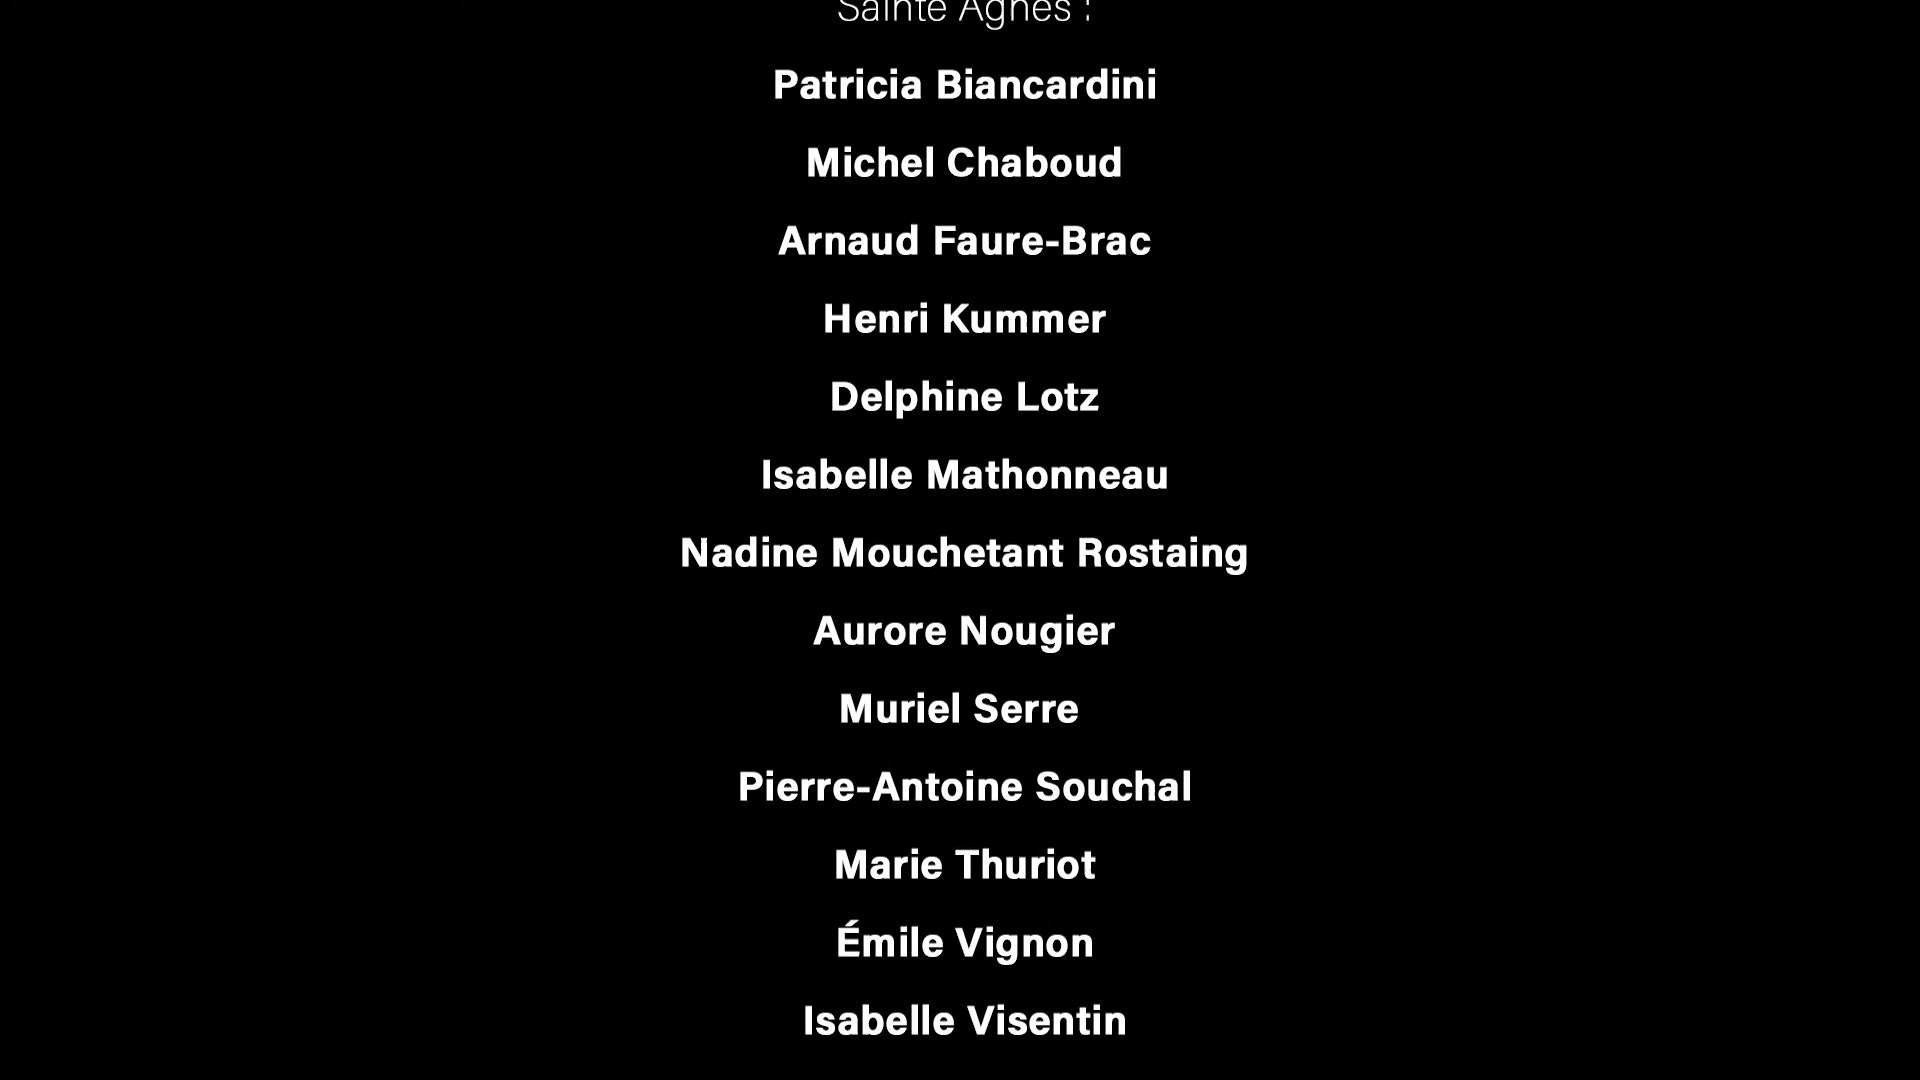 Sainte Agnès :
Patricia Biancardini
Michel Chaboud
Arnaud Faure-Brac
Henri Kummer
Delphine Lotz
Isabelle Mathonneau
Nadine Mouchetant Rostaing
Aurore Nougier
Muriel Serre
Pierre-Antoine Souchal
Marie Thuriot
Émile Vignon
Isabelle Visentin